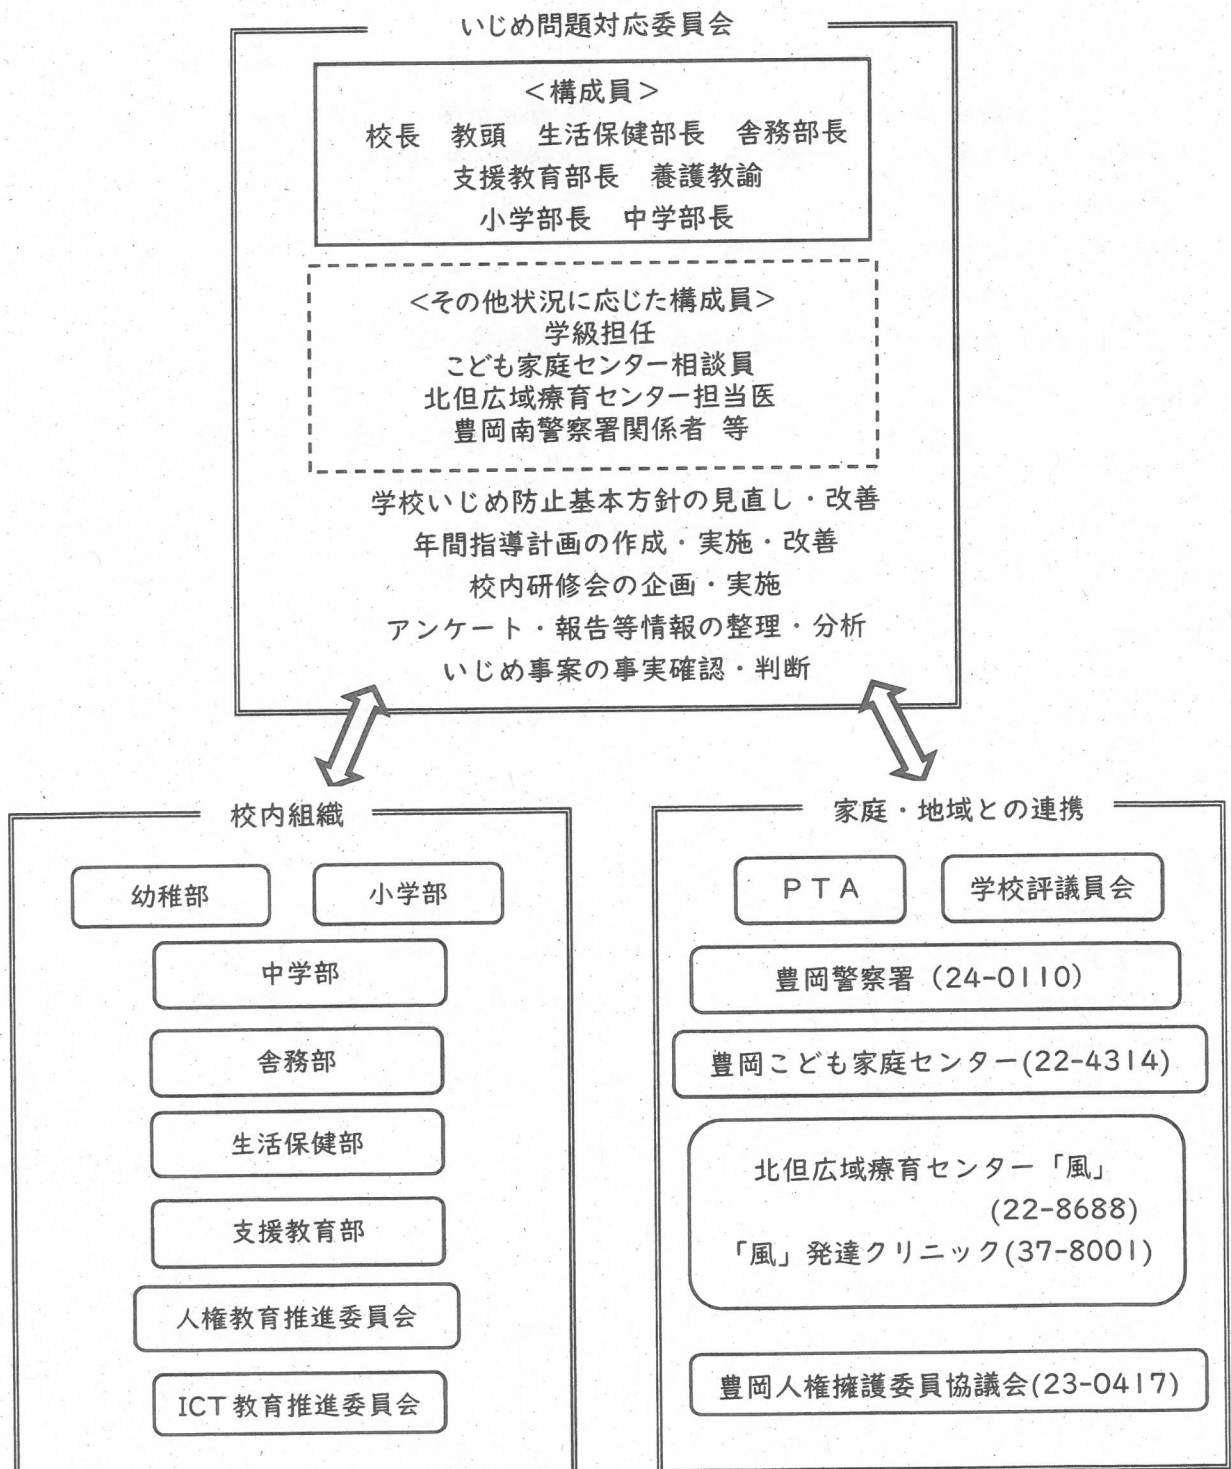 いじめ問題対応委員会
＜構成員＞
校長　教頭　生活保健部長　舎務部長
支援教育部長　養護教諭
小学部長　中学部長
＜その他状況に応じた構成員＞
学級担任
こども家庭センター相談員
北但広域療育センター担当医
豊岡南警察署関係者 等
学校いじめ防止基本方針の見直し・改善
年間指導計画の作成・実施・改善
校内研修会の企画・実施
アンケート・報告等情報の整理・分析
いじめ事案の事実確認・判断
校内組織
幼稚部　小学部
中学部
舎務部
生活保健部
支援教育部
人権教育推進委員会
ICT教育推進委員会
家庭・地域との連携
ＰＴＡ　学校評議員会
豊岡警察署（24-0110）
豊岡こども家庭センター(22-4314)
北但広域療育センター「風」
(22-8688)
「風」発達クリニック(37-8001)
豊岡人権擁護委員協議会(23-0417)